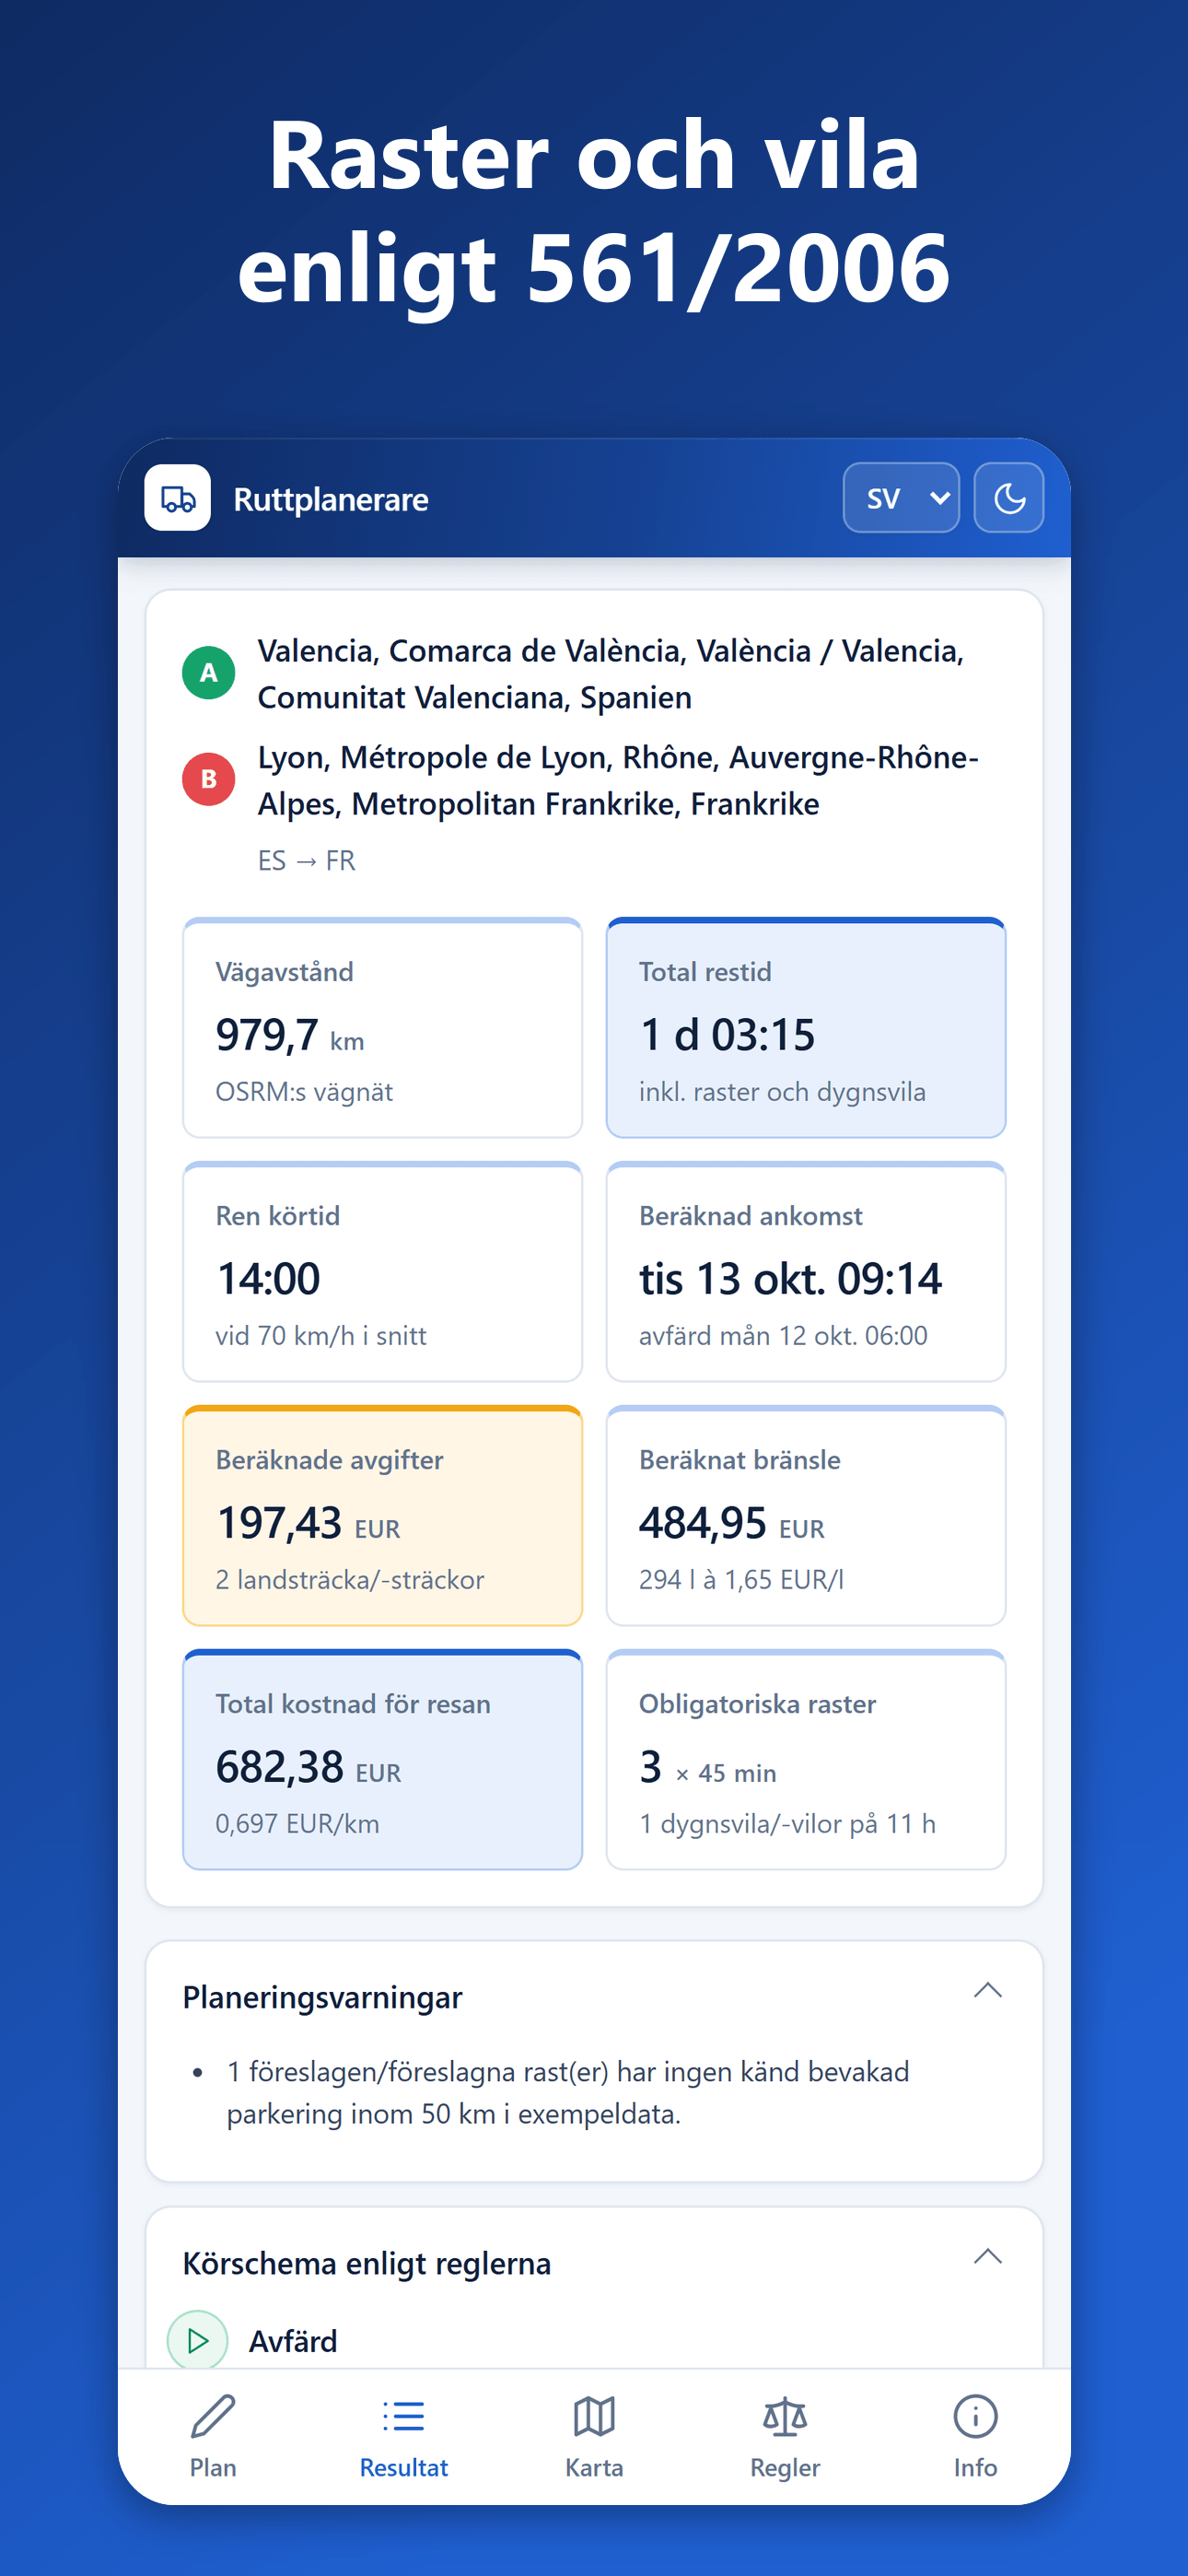 Raster och vila
enligt 561/2006
Ruttplanerare
SV
A
Valencia, Comarca de València, València / Valencia,
Comunitat Valenciana, Spanien
B
Lyon, Métropole de Lyon, Rhône, Auvergne-Rhône-
Alpes, Metropolitan Frankrike, Frankrike
ES → FR
Vägavstånd
979,7 km
OSRM:s vägnät
Total restid
1 d 03:15
inkl. raster och dygnsvila
Ren körtid
14:00
vid 70 km/h i snitt
Beräknad ankomst
tis 13 okt. 09:14
avfärd mån 12 okt. 06:00
Beräknade avgifter
197,43 EUR
2 landsträcka/-sträckor
Beräknat bränsle
484,95 EUR
294 l à 1,65 EUR/l
Total kostnad för resan
682,38 EUR
0,697 EUR/km
Obligatoriska raster
3 × 45 min
1 dygnsvila/-vilor på 11 h
Planeringsvarningar
• 1 föreslagen/föreslagna rast(er) har ingen känd bevakad
parkering inom 50 km i exempeldata.
Körschema enligt reglerna
Avfärd
Plan
Resultat
Karta
Regler
Info